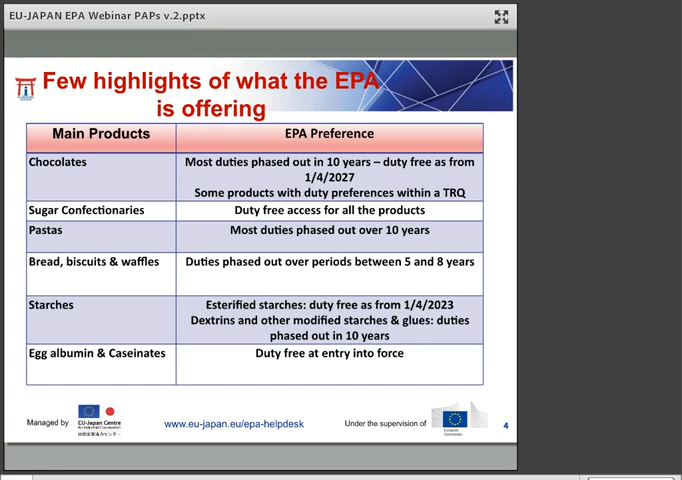 EU-JAPAN EPA Webinar PAPs v.2.pptx
Few highlights of what the EPA
is offering
Main Products
EPA Preference
Chocolates
Most duties phased out in 10 years – duty free as from
1/4/2027
Some products with duty preferences within a TRQ
Sugar Confectionaries
Duty free access for all the products
Pastas
Most duties phased out over 10 years
Bread, biscuits & waffles
Duties phased out over periods between 5 and 8 years
Starches
Esterified starches: duty free as from 1/4/2023
Dextrins and other modified starches & glues: duties
phased out in 10 years
Egg albumin & Caseinates
Duty free at entry into force
Managed by
EU-Japan Centre
www.eu-japan.eu/epa-helpdesk
Under the supervision of
European
Commission
4